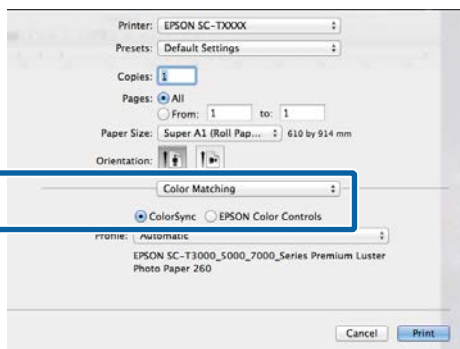 Printer: EPSON SC-TXXXX
Presets: Default Settings
Copies: 1
Pages: All
From: 1 to: 1
Paper Size: Super A1 (Roll Pap... 610 by 914 mm
Orientation:
Color Matching
ColorSync EPSON Color Controls
Profile: Automatic
EPSON SC-T3000_5000_7000_Series Premium Luster
Photo Paper 260
Cancel Print